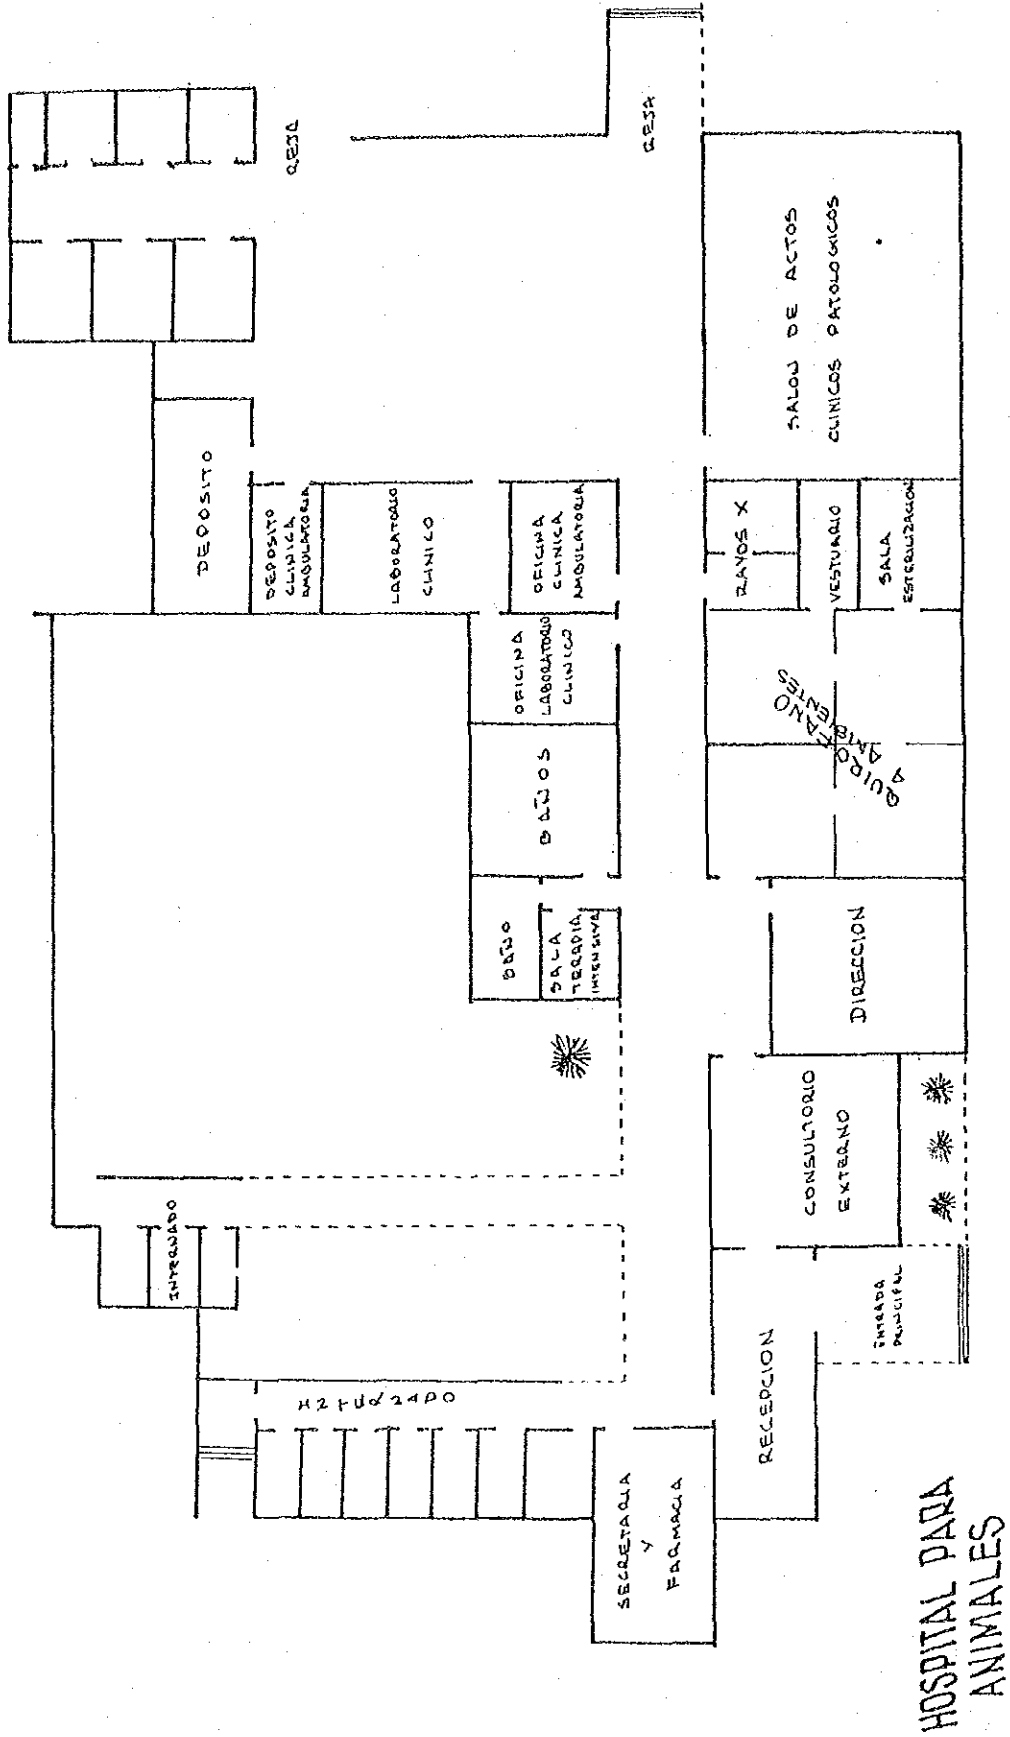 REJA
REJA
SALON DE ACTOS
CLINICOS PATOLOGICOS
DEPOSITO
DEPOSITO
CLINICA
AMBULATORIA
LABORATORIO
CLINICO
OFICINA
CLINICA
AMBULATORIA
RAYOS X
VESTUARIO
SALA
ESTERILIZACION
OFICINA
LABORATORIO
CLINICO
QUIROFANO
AMBIENTES
BAÑOS
BAÑO
SALA
TERAPIA
INTENSIVA
DIRECCION
CONSULTORIO
EXTERNO
INTERNADO
ENTRADA
PRINCIPAL
RECEPCION
SECRETARIA
Y
FARMACIA
HOSPITAL PARA
ANIMALES